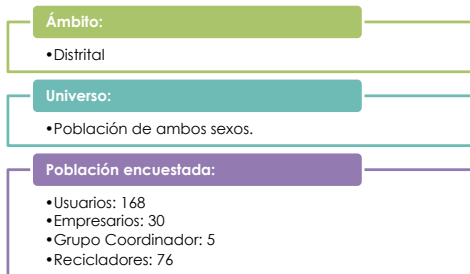 Ámbito:
•Distrital
Universo:
•Población de ambos sexos.
Población encuestada:
•Usuarios: 168
•Empresarios: 30
•Grupo Coordinador: 5
•Recicladores: 76